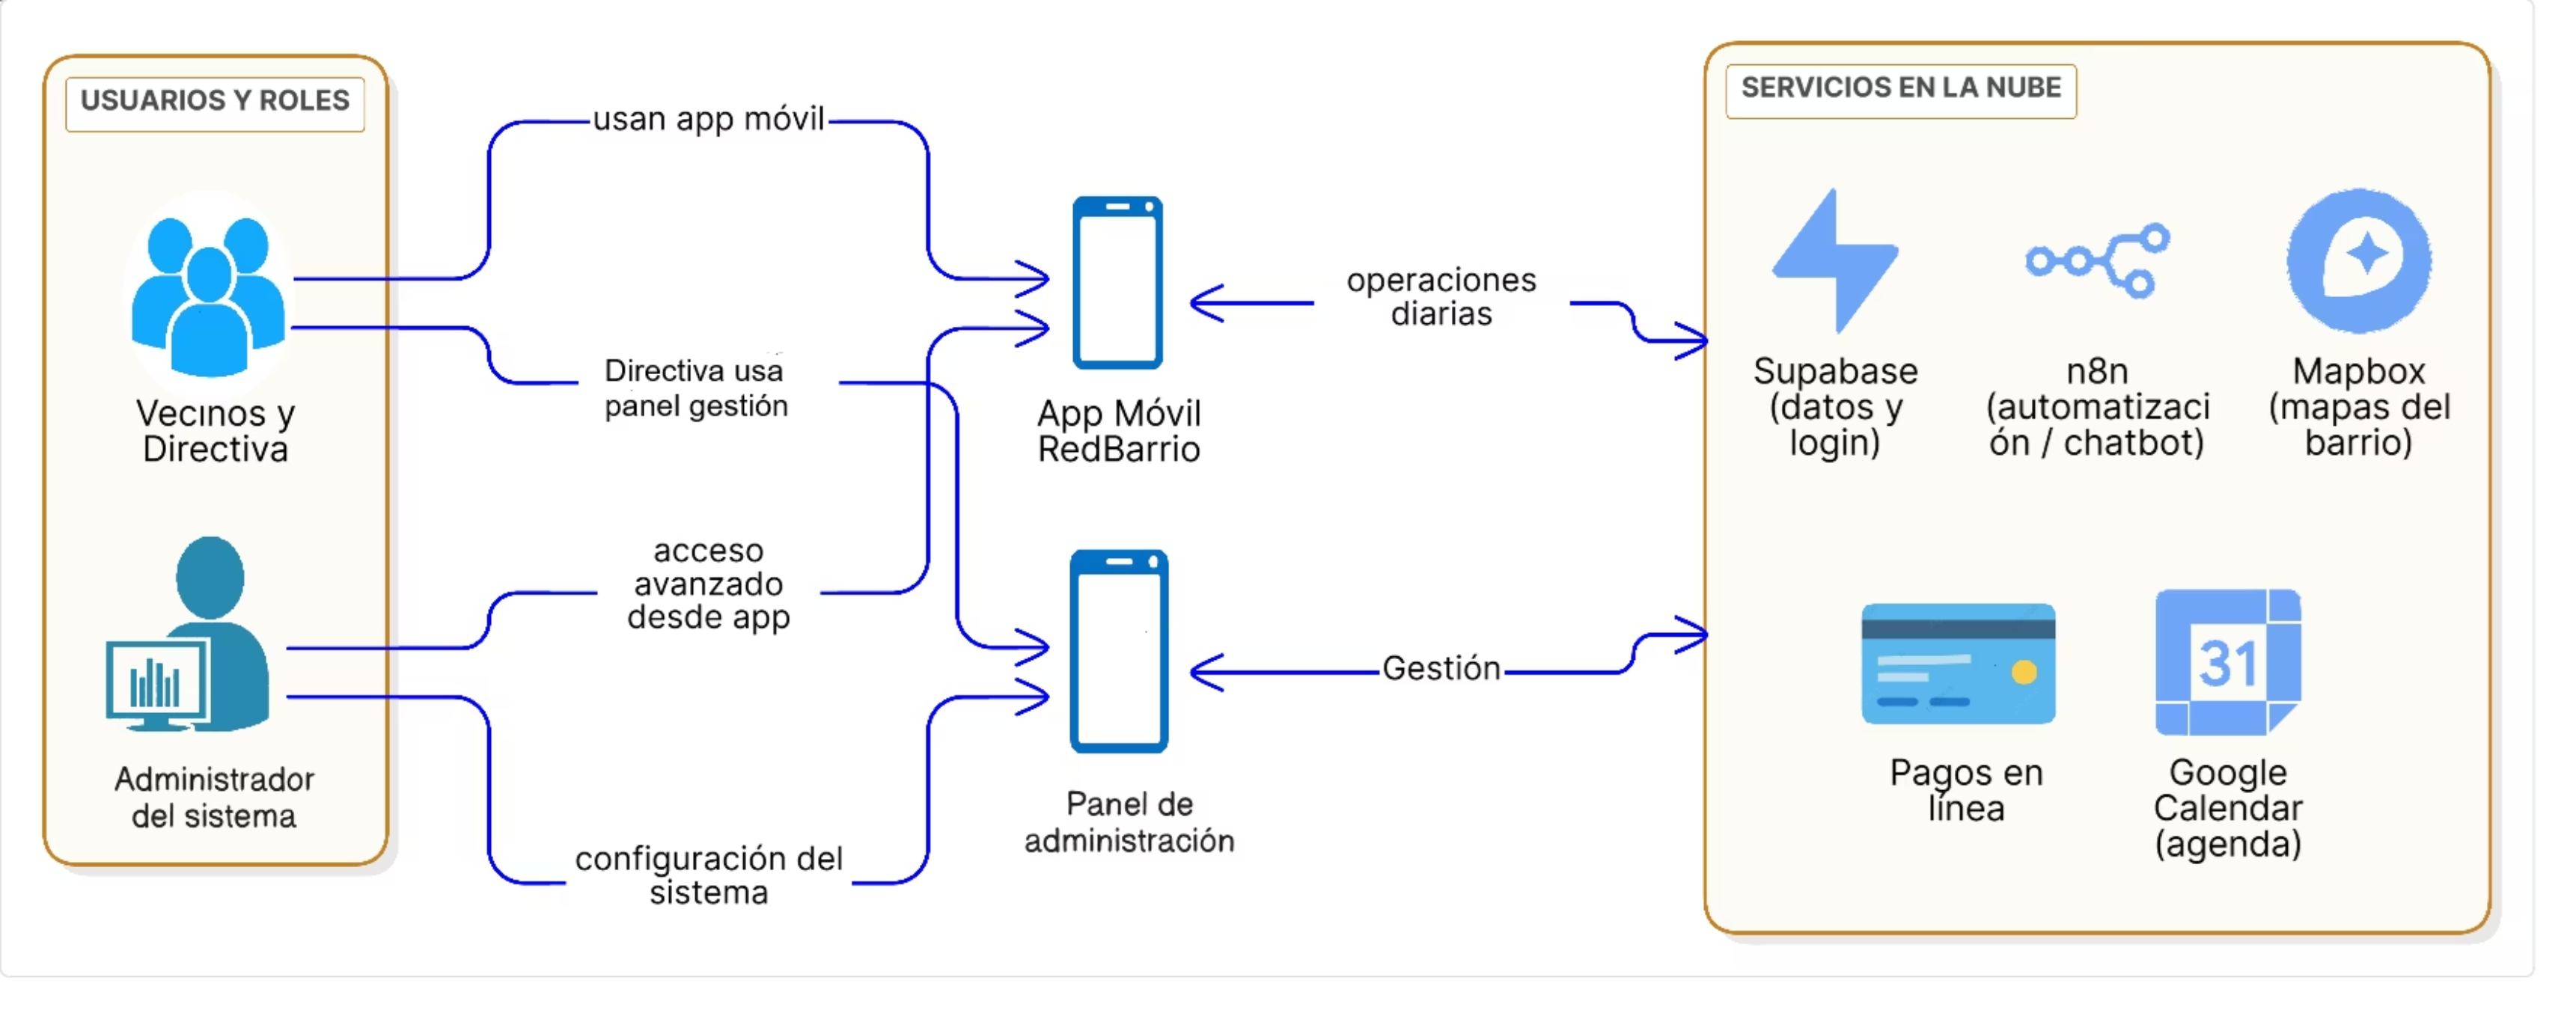 USUARIOS Y ROLES
Vecinos y
Directiva
Administrador
del sistema
usan app móvil
Directiva usa
panel gestión
acceso
avanzado
desde app
configuración del
sistema
App Móvil
RedBarrio
Panel de
administración
operaciones
diarias
Gestión
SERVICIOS EN LA NUBE
Supabase
(datos y
login)
n8n
(automatizaci
ón / chatbot)
Mapbox
(mapas del
barrio)
Pagos en
línea
31
Google
Calendar
(agenda)